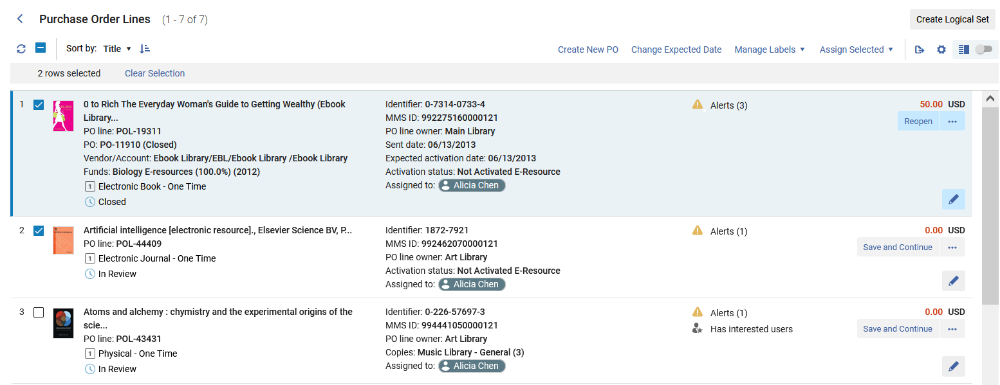 Purchase Order Lines (1 - 7 of 7)
Create Logical Set
Sort by: Title
Create New PO Change Expected Date Manage Labels Assign Selected
2 rows selected Clear Selection
1
0 to Rich The Everyday Woman's Guide to Getting Wealthy (Ebook
Library...
PO line: POL-19311
PO: PO-11910 (Closed)
Vendor/Account: Ebook Library/EBL/Ebook Library /Ebook Library
Funds: Biology E-resources (100.0%) (2012)
1 Electronic Book - One Time
Closed
Identifier: 0-7314-0733-4
MMS ID: 992275160000121
PO line owner: Main Library
Sent date: 06/13/2013
Expected activation date: 06/13/2013
Activation status: Not Activated E-Resource
Assigned to: Alicia Chen
Alerts (3)
50.00 USD
Reopen ...
2
Artificial intelligence [electronic resource]., Elsevier Science BV, P...
PO line: POL-44409
1 Electronic Journal - One Time
In Review
Identifier: 1872-7921
MMS ID: 992462070000121
PO line owner: Art Library
Activation status: Not Activated E-Resource
Assigned to: Alicia Chen
Alerts (1)
0.00 USD
Save and Continue ...
3
Atoms and alchemy : chymistry and the experimental origins of the
scie...
PO line: POL-43431
1 Physical - One Time
In Review
Identifier: 0-226-57697-3
MMS ID: 994441050000121
PO line owner: Art Library
Copies: Music Library - General (3)
Assigned to: Alicia Chen
Alerts (1)
Has interested users
0.00 USD
Save and Continue ...